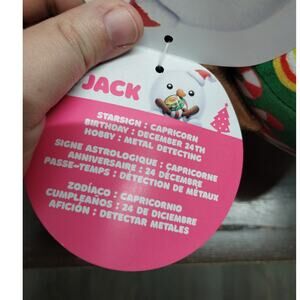 JACK
STARSIGN : CAPRICORN
BIRTHDAY : DECEMBER 24TH
HOBBY : METAL DETECTING
SIGNE ASTROLOGIQUE : CAPRICORNE
ANNIVERSAIRE : 24 DÉCEMBRE
PASSE-TEMPS : DÉTECTION DE MÉTAUX
ZODÍACO : CAPRICORNIO
CUMPLEAÑOS : 24 DE DICIEMBRE
AFICIÓN : DETECTAR METALES